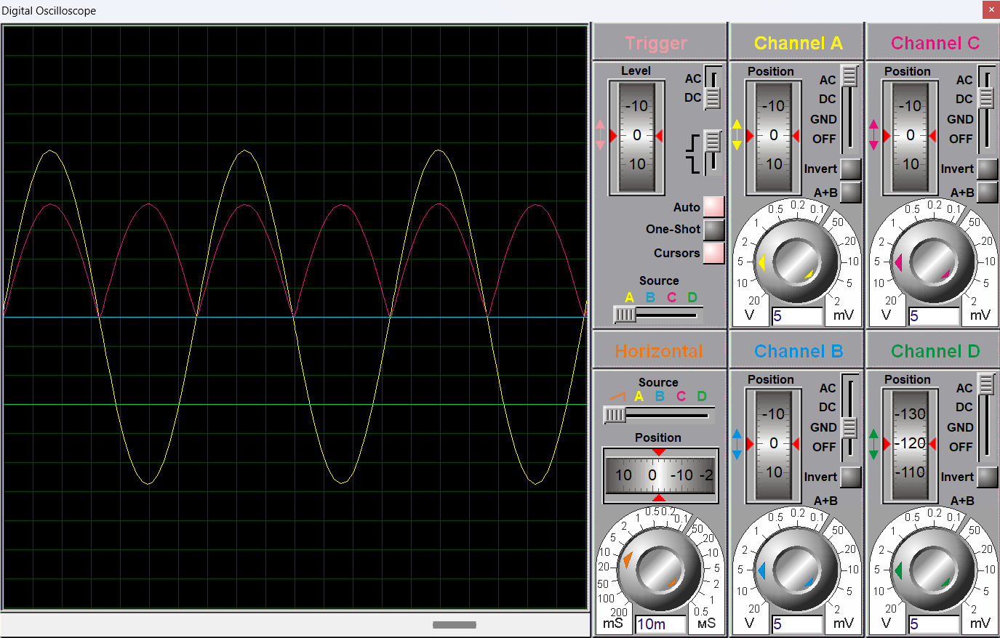 Digital Oscilloscope
Trigger
Level
AC
DC
-10
0
10
Auto
One-Shot
Cursors
Source
A B C D
Channel A
Position
AC
DC
GND
OFF
-10
0
10
Invert
A+B
0.5 0.2 0.1
1 50
2 20
5 10
10 5
20 2
V 5 mV
Channel C
Position
AC
DC
GND
OFF
-10
0
10
Invert
A+B
0.5 0.2 0.1
1 50
2 20
5 10
10 5
20 2
V 5 mV
Horizontal
Source
A B C D
Position
10 0 -10 -2
1 0.5 0.2 0.1
2 50
5 20
10 10
20 5
50 2
100 1
200 0.5
mS 10m мS
Channel B
Position
AC
DC
GND
OFF
-10
0
10
Invert
A+B
0.5 0.2 0.1
1 50
2 20
5 10
10 5
20 2
V 5 mV
Channel D
Position
AC
DC
GND
OFF
-130
-120
-110
Invert
A+B
0.5 0.2 0.1
1 50
2 20
5 10
10 5
20 2
V 5 mV